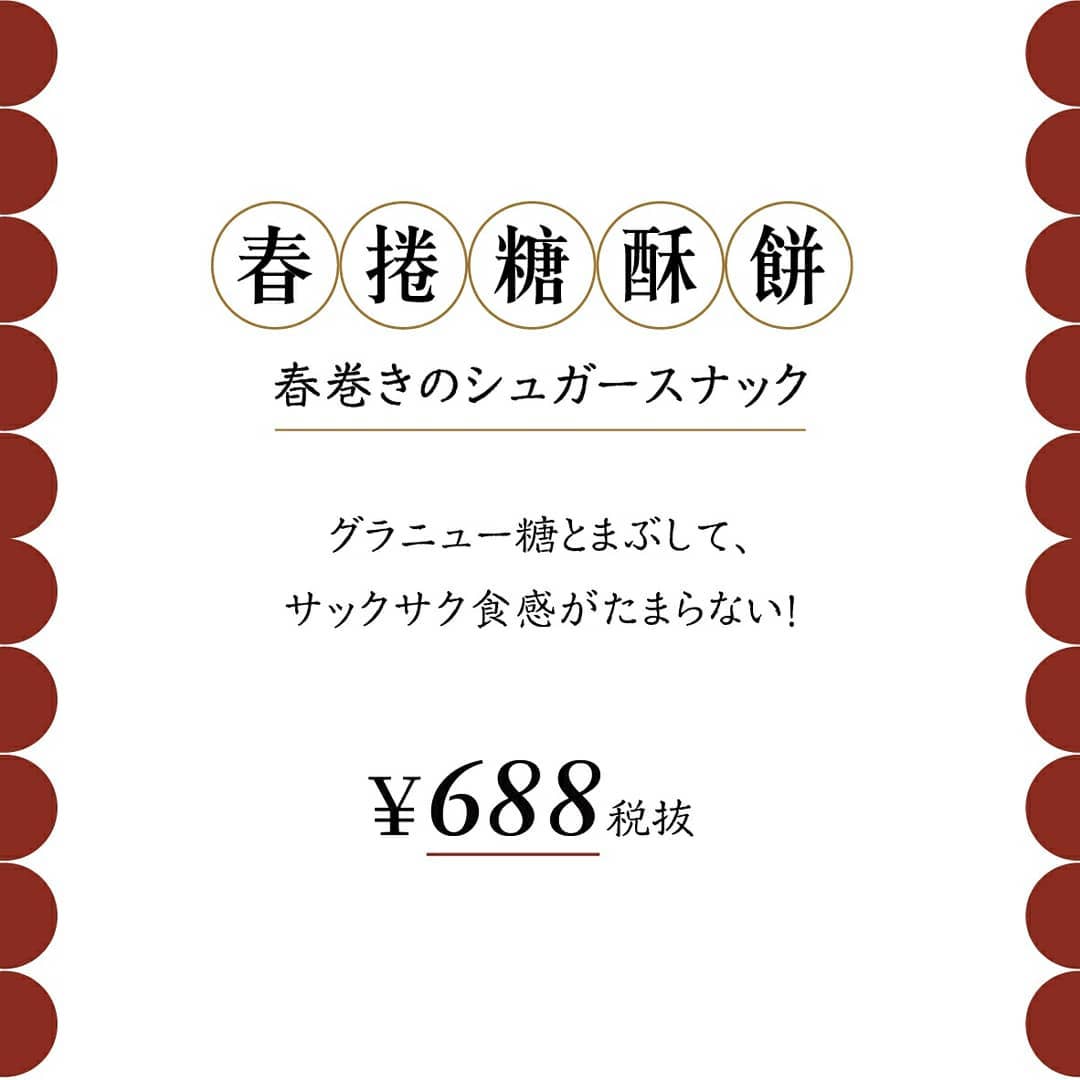 春捲糖酥餅
春巻きのシュガースナック
グラニュー糖とまぶして、
サックサク食感がたまらない!
¥688税抜